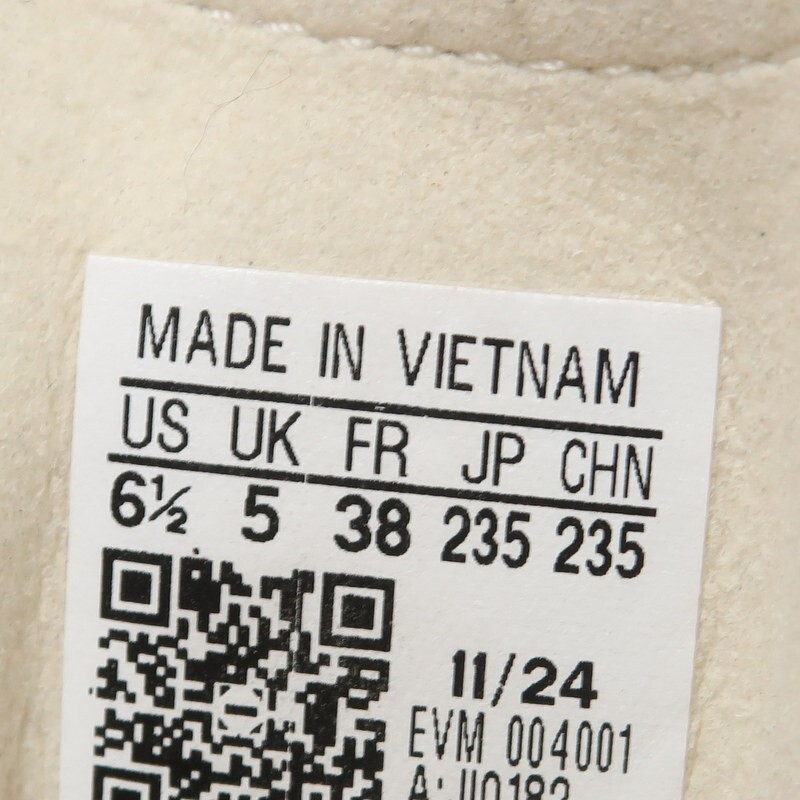 MADE IN VIETNAM
US UK FR JP CHN
6½ 5 38 235 235
11/24
EVM 004001